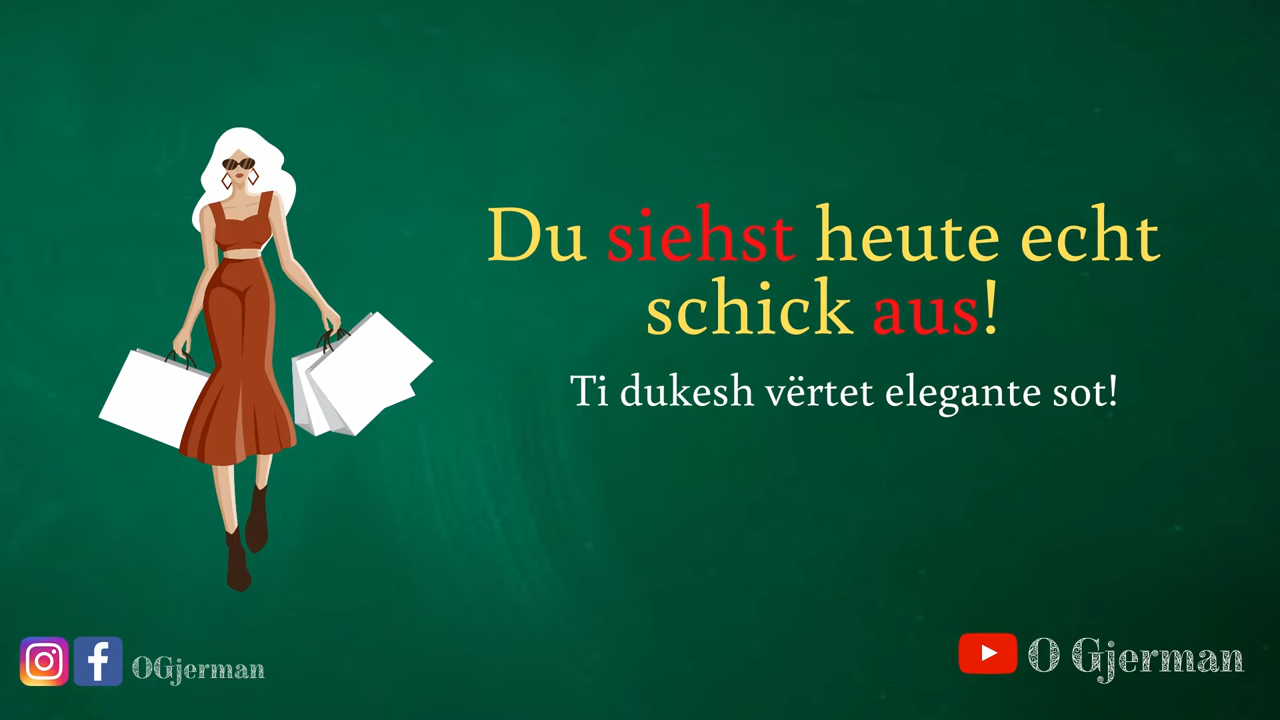 Du siehst heute echt
schick aus!
Ti dukesh vërtet elegante sot!
OGjerman
O Gjerman